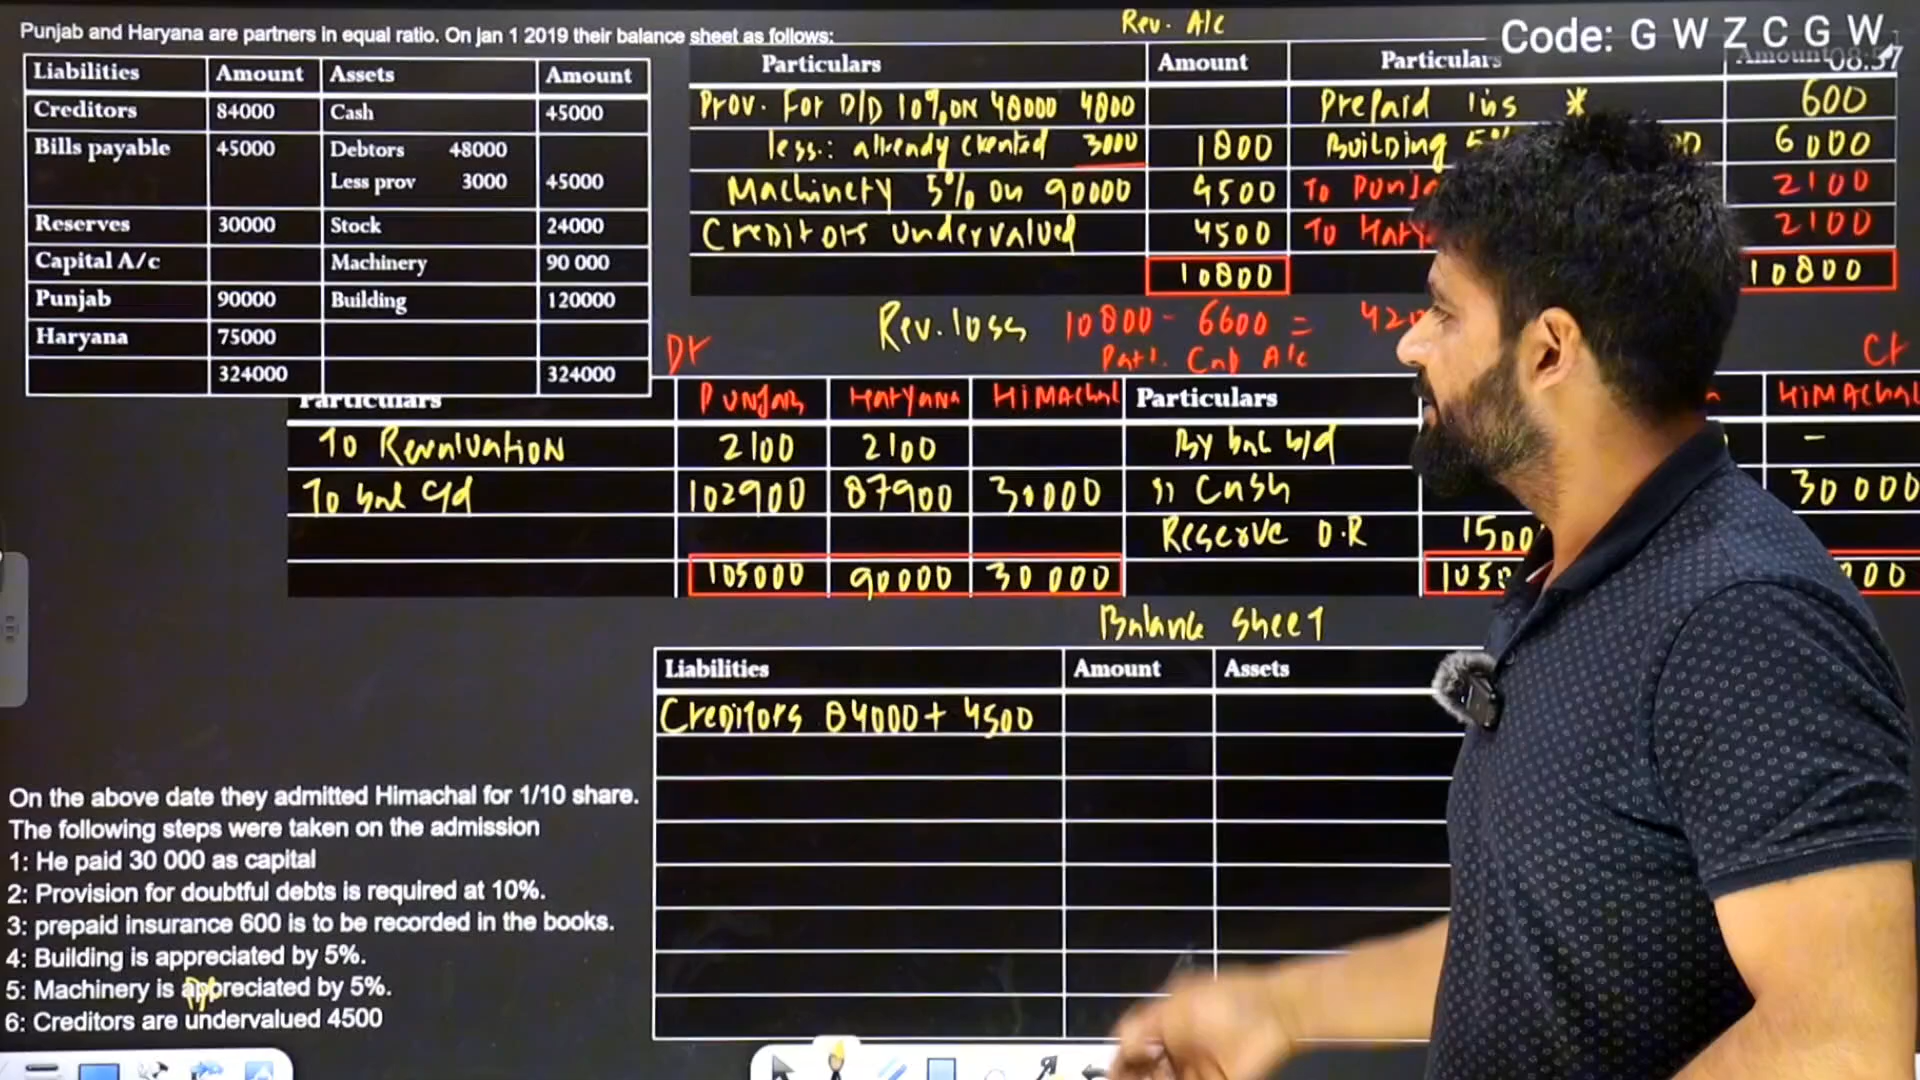 Punjab and Haryana are partners in equal ratio. On jan 1 2019 their balance sheet as follows:
Liabilities Amount Assets Amount
Creditors 84000 Cash 45000
Bills payable 45000 Debtors 48000
Less prov 3000 45000
Reserves 30000 Stock 24000
Capital A/c Machinery 90 000
Punjab 90000 Building 120000
Haryana 75000
324000 324000
Rev. A/c
Code: G W Z C G W
08:57
Particulars Amount Particulars Amount
Prov. For D/D 10% on 48000 4800 Prepaid ins * 600
less: already created 3000 1800 Building 5% 6000
Machinery 5% on 90000 4500 To Punja 2100
Creditors undervalued 4500 To Hary 2100
10800 10800
Rev. loss 10800 - 6600 = 420
Dr Part. Cap A/c Cr
Particulars Punjab Haryana Himachal Particulars Himachal
To Revaluation 2100 2100 By bal b/d -
To bal c/d 102900 87900 30000 " Cash 30000
Reserve O.R 1500
105000 90000 30000 105 000
Balance Sheet
Liabilities Amount Assets
Creditors 84000 + 4500
On the above date they admitted Himachal for 1/10 share.
The following steps were taken on the admission
1: He paid 30 000 as capital
2: Provision for doubtful debts is required at 10%.
3: prepaid insurance 600 is to be recorded in the books.
4: Building is appreciated by 5%.
5: Machinery is appreciated by 5%.
6: Creditors are undervalued 4500